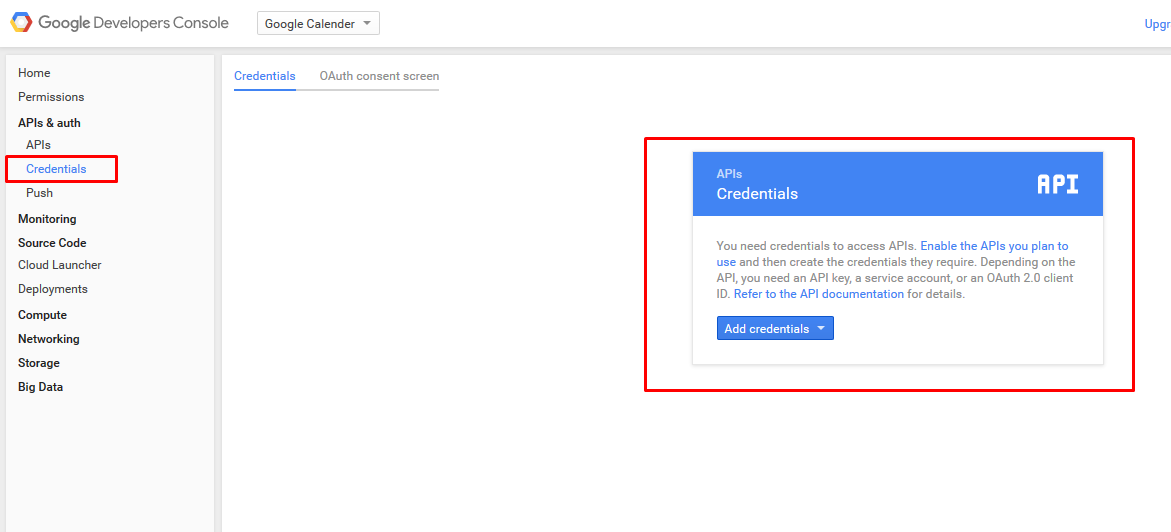 Google Developers Console
Google Calender
Upgr
Home
Permissions
APIs & auth
APIs
Credentials
Push
Monitoring
Source Code
Cloud Launcher
Deployments
Compute
Networking
Storage
Big Data
Credentials
OAuth consent screen
APIs
Credentials
API
You need credentials to access APIs. Enable the APIs you plan to
use and then create the credentials they require. Depending on the
API, you need an API key, a service account, or an OAuth 2.0 client
ID. Refer to the API documentation for details.
Add credentials